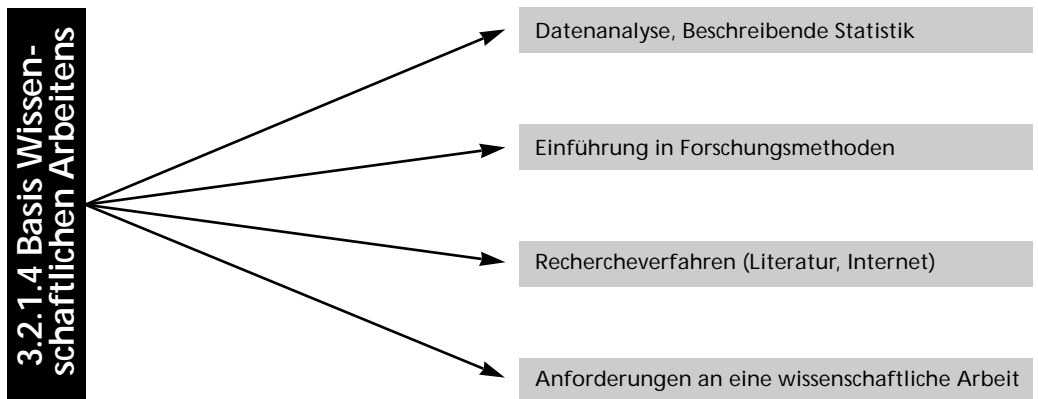 3.2.1.4 Basis Wissen-
schaftlichen Arbeitens
Datenanalyse, Beschreibende Statistik
Einführung in Forschungsmethoden
Rechercheverfahren (Literatur, Internet)
Anforderungen an eine wissenschaftliche Arbeit